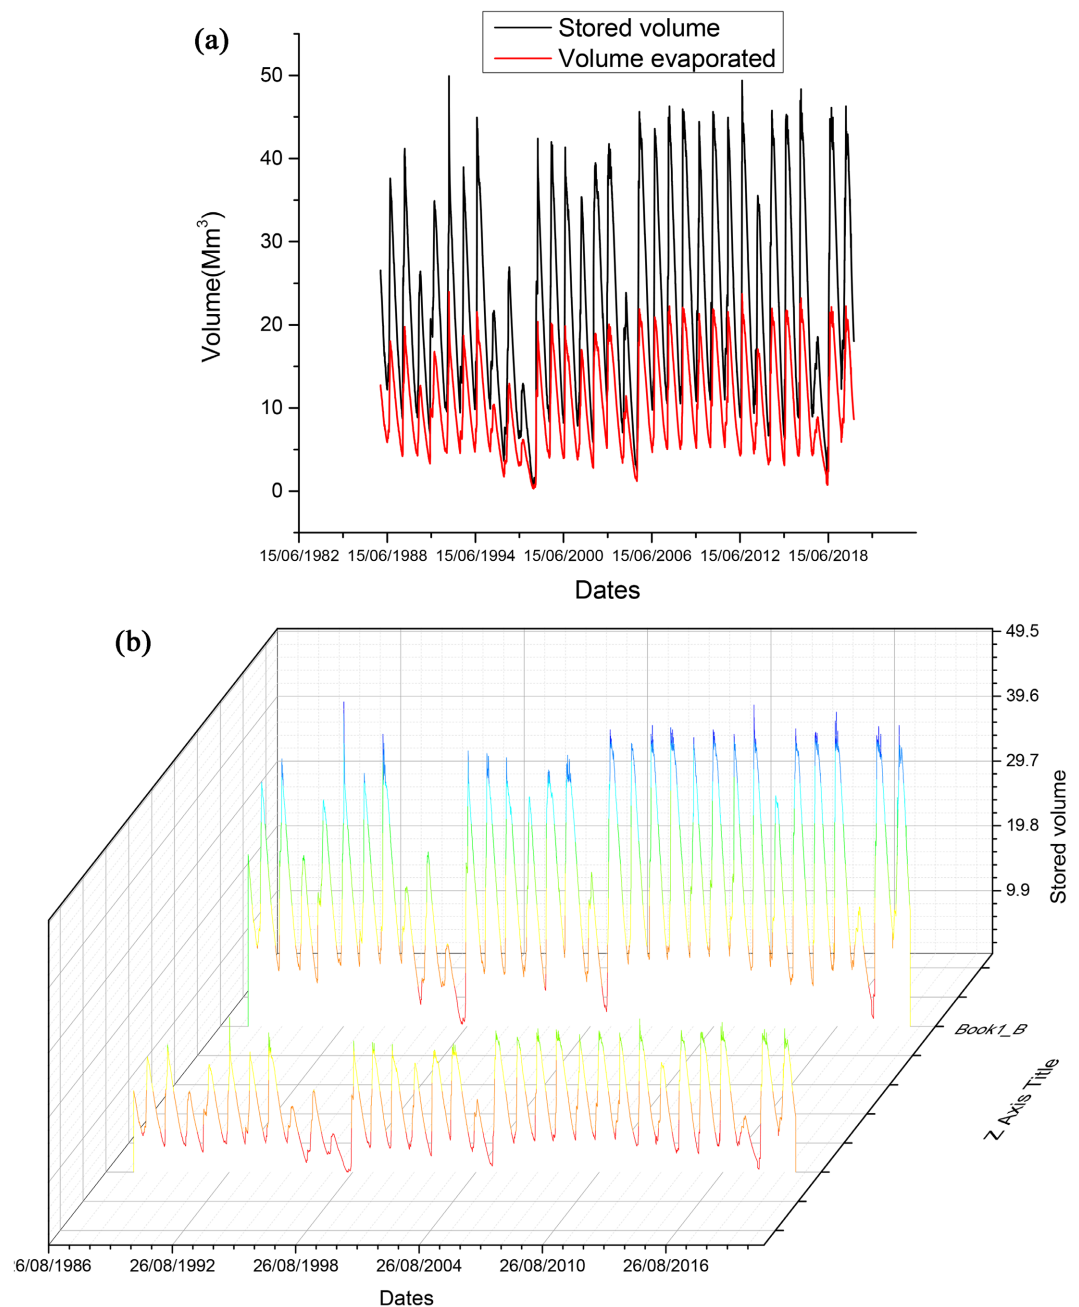 (a)
Stored volume
Volume evaporated
50
40
30
20
10
0
Volume(Mm³)
15/06/1982 15/06/1988 15/06/1994 15/06/2000 15/06/2006 15/06/2012 15/06/2018
Dates
(b)
49.5
39.6
29.7
19.8
9.9
Stored volume
Book1_B
Z Axis Title
26/08/1986 26/08/1992 26/08/1998 26/08/2004 26/08/2010 26/08/2016
Dates